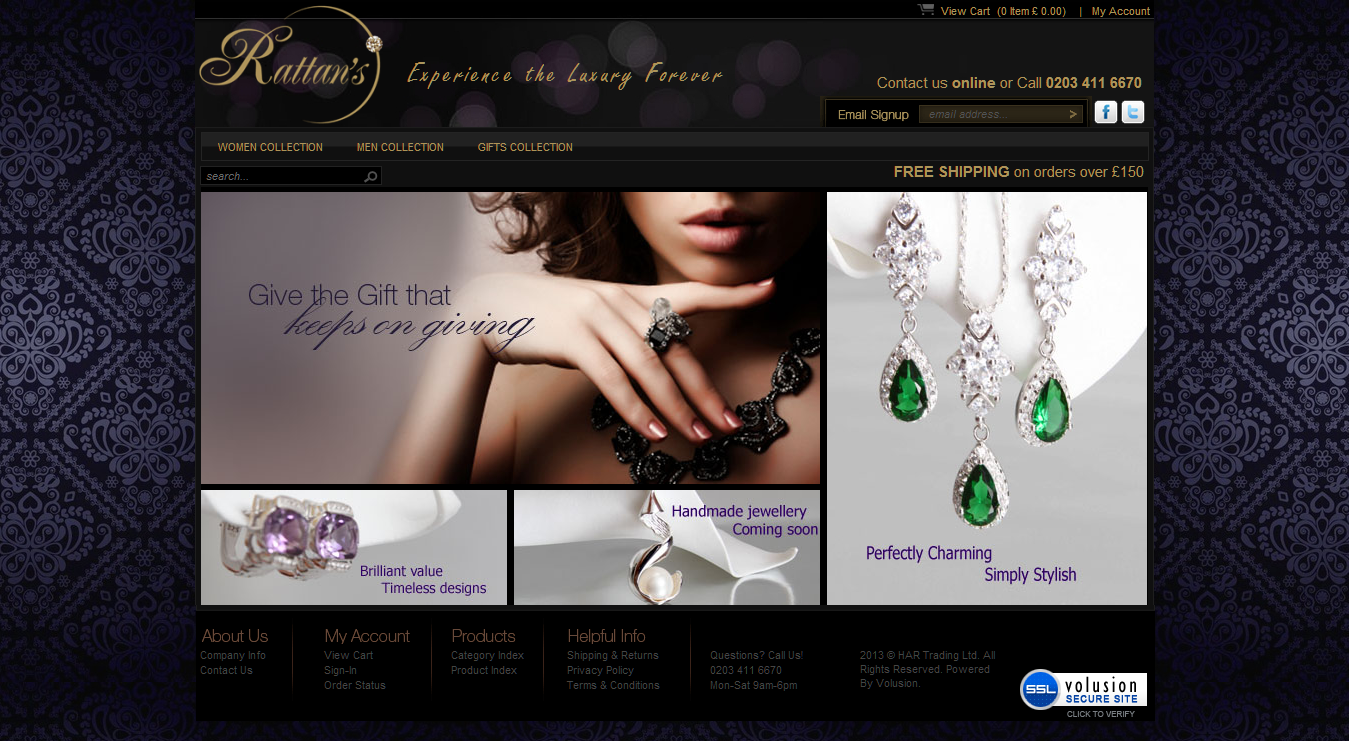 View Cart (0 Item £ 0.00) | My Account
Rattan's
Experience the Luxury Forever
Contact us online or Call 0203 411 6670
Email Signup
email address...
>
WOMEN COLLECTION
MEN COLLECTION
GIFTS COLLECTION
search...
FREE SHIPPING on orders over £150
Give the Gift that
keeps on giving
Brilliant value
Timeless designs
Handmade jewellery
Coming soon
Perfectly Charming
Simply Stylish
About Us
Company Info
Contact Us
My Account
View Cart
Sign-In
Order Status
Products
Category Index
Product Index
Helpful Info
Shipping & Returns
Privacy Policy
Terms & Conditions
Questions? Call Us!
0203 411 6670
Mon-Sat 9am-6pm
2013 © HAR Trading Ltd. All
Rights Reserved. Powered
By Volusion.
SSL
volusion
SECURE SITE
CLICK TO VERIFY